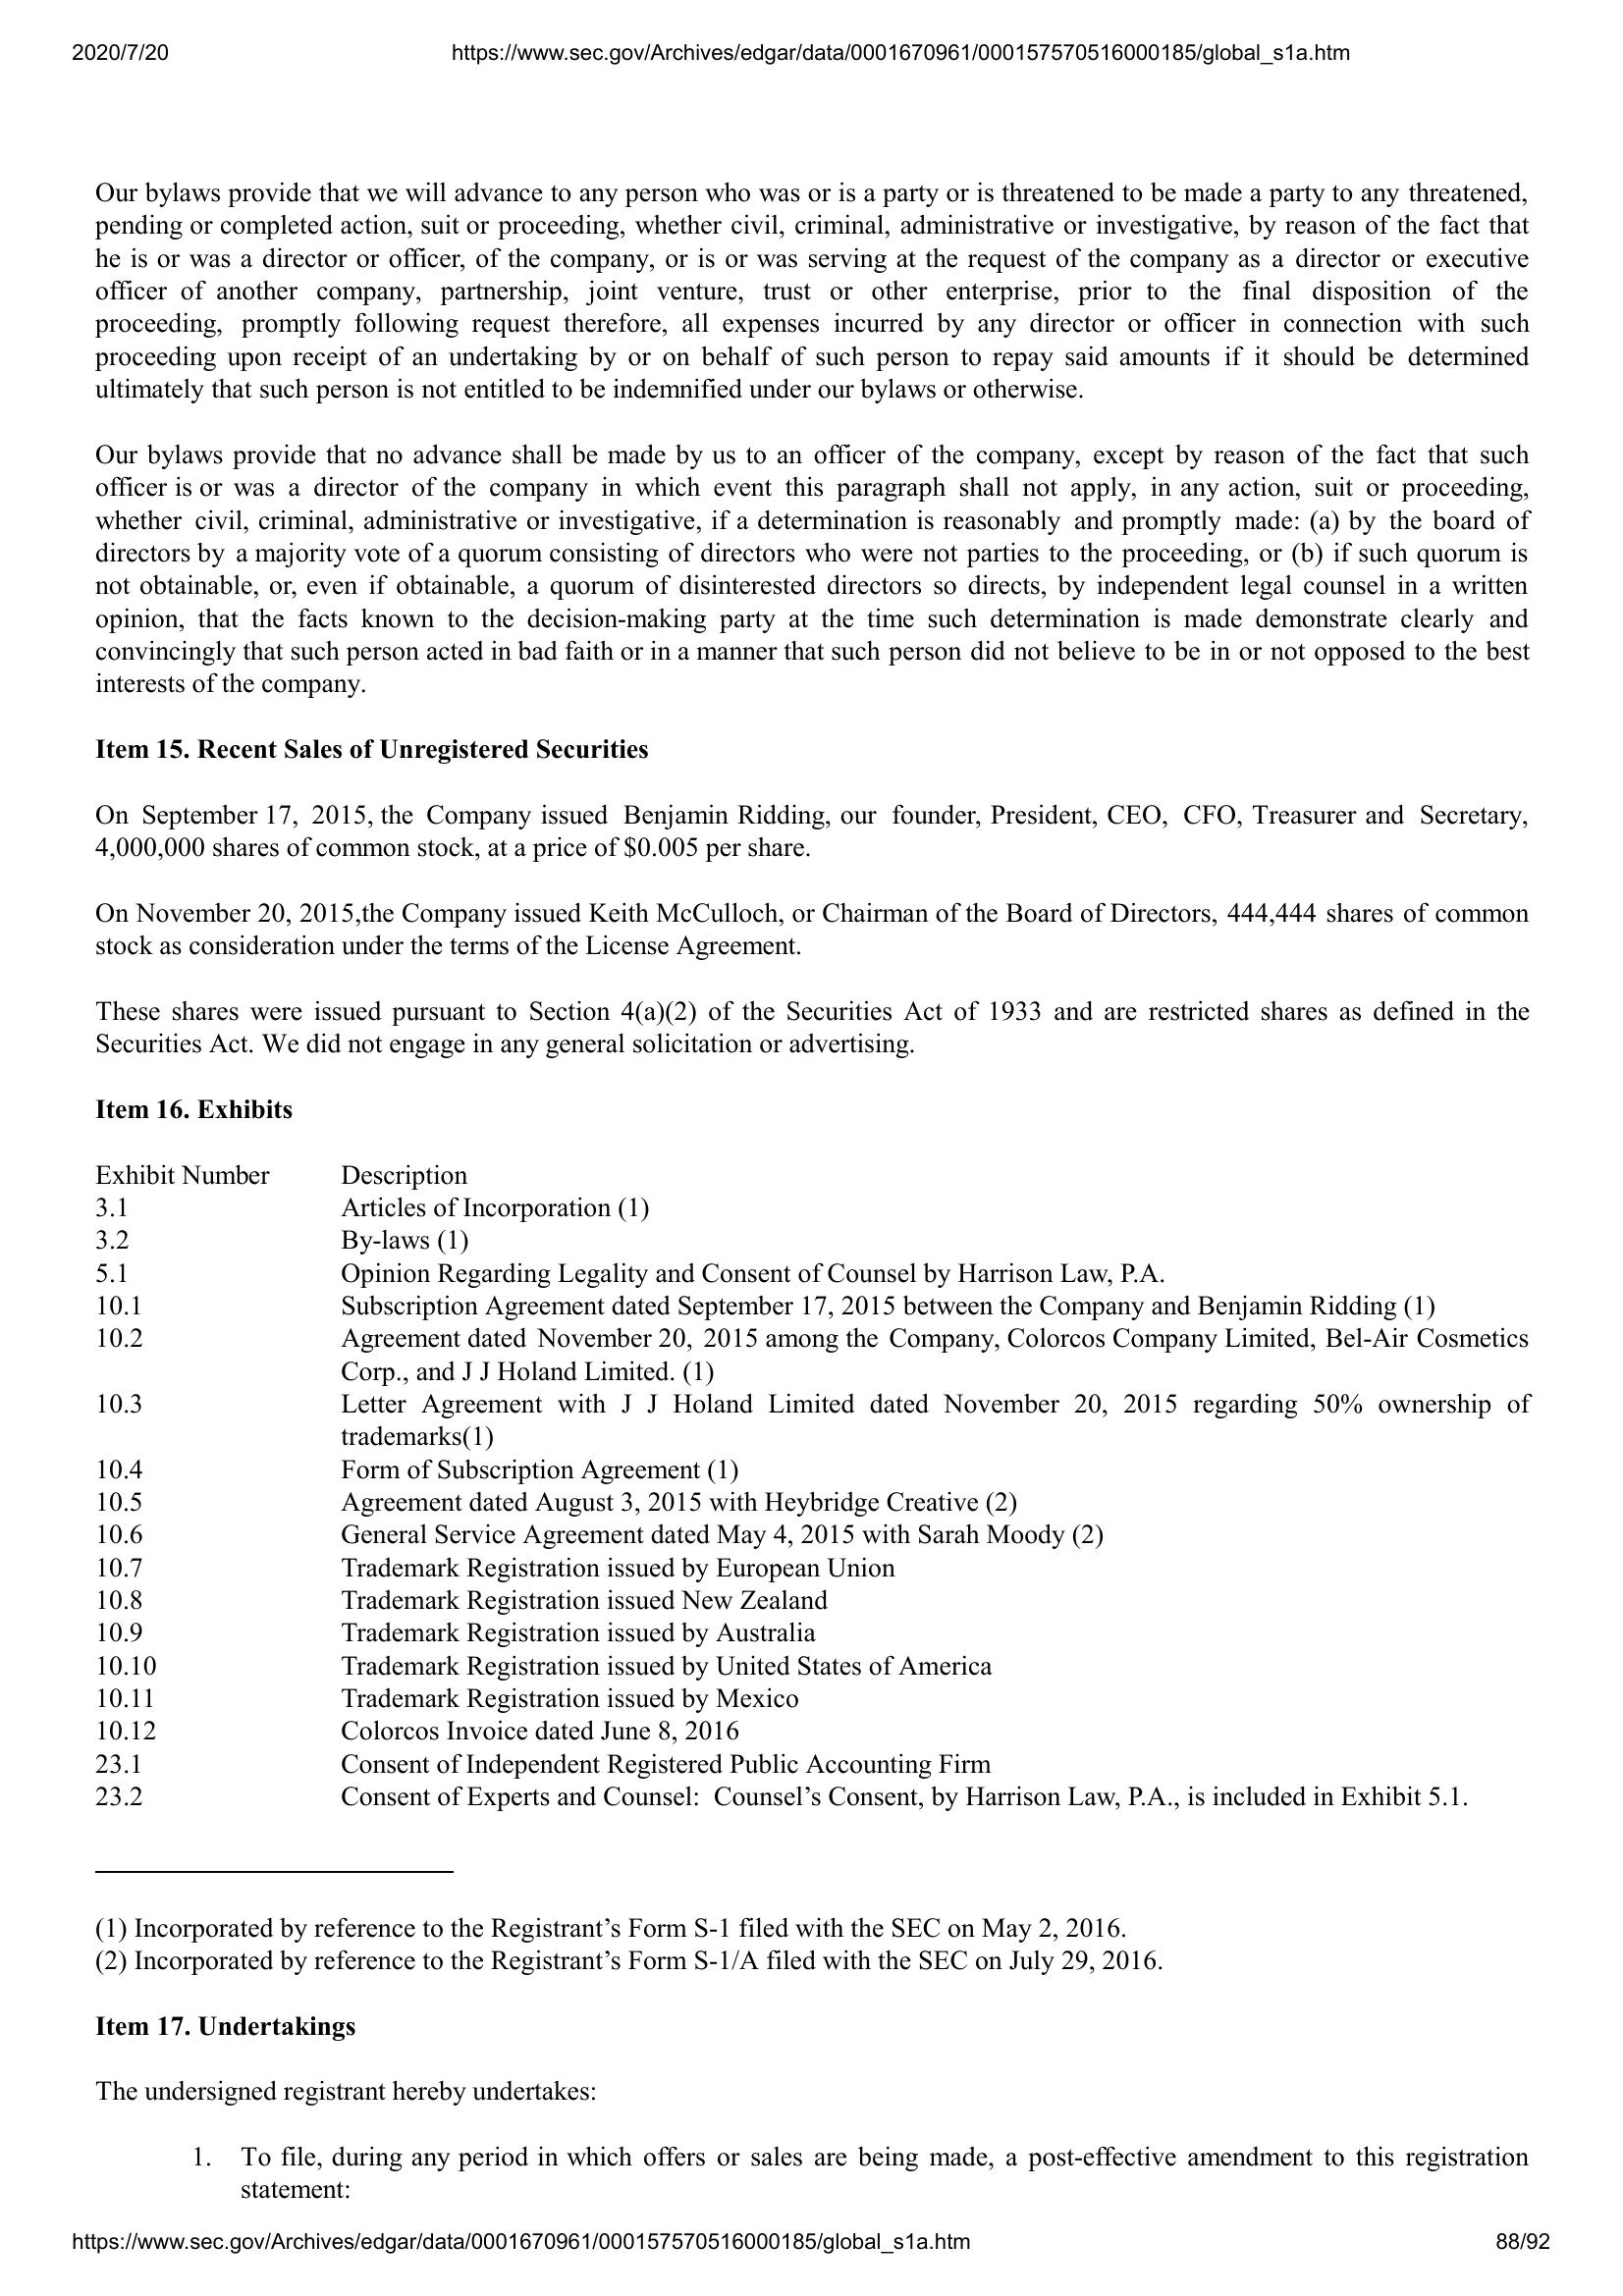 2020/7/20 https://www.sec.gov/Archives/edgar/data/0001670961/000157570516000185/global_s1a.htm
Our bylaws provide that we will advance to any person who was or is a party or is threatened to be made a party to any threatened,
pending or completed action, suit or proceeding, whether civil, criminal, administrative or investigative, by reason of the fact that
he is or was a director or officer, of the company, or is or was serving at the request of the company as a director or executive
officer of another company, partnership, joint venture, trust or other enterprise, prior to the final disposition of the
proceeding, promptly following request therefore, all expenses incurred by any director or officer in connection with such
proceeding upon receipt of an undertaking by or on behalf of such person to repay said amounts if it should be determined
ultimately that such person is not entitled to be indemnified under our bylaws or otherwise.
Our bylaws provide that no advance shall be made by us to an officer of the company, except by reason of the fact that such
officer is or was a director of the company in which event this paragraph shall not apply, in any action, suit or proceeding,
whether civil, criminal, administrative or investigative, if a determination is reasonably and promptly made: (a) by the board of
directors by a majority vote of a quorum consisting of directors who were not parties to the proceeding, or (b) if such quorum is
not obtainable, or, even if obtainable, a quorum of disinterested directors so directs, by independent legal counsel in a written
opinion, that the facts known to the decision-making party at the time such determination is made demonstrate clearly and
convincingly that such person acted in bad faith or in a manner that such person did not believe to be in or not opposed to the best
interests of the company.
Item 15. Recent Sales of Unregistered Securities
On September 17, 2015, the Company issued Benjamin Ridding, our founder, President, CEO, CFO, Treasurer and Secretary,
4,000,000 shares of common stock, at a price of $0.005 per share.
On November 20, 2015,the Company issued Keith McCulloch, or Chairman of the Board of Directors, 444,444 shares of common
stock as consideration under the terms of the License Agreement.
These shares were issued pursuant to Section 4(a)(2) of the Securities Act of 1933 and are restricted shares as defined in the
Securities Act. We did not engage in any general solicitation or advertising.
Item 16. Exhibits
Exhibit Number Description
3.1 Articles of Incorporation (1)
3.2 By-laws (1)
5.1 Opinion Regarding Legality and Consent of Counsel by Harrison Law, P.A.
10.1 Subscription Agreement dated September 17, 2015 between the Company and Benjamin Ridding (1)
10.2 Agreement dated November 20, 2015 among the Company, Colorcos Company Limited, Bel-Air Cosmetics
Corp., and J J Holand Limited. (1)
10.3 Letter Agreement with J J Holand Limited dated November 20, 2015 regarding 50% ownership of
trademarks(1)
10.4 Form of Subscription Agreement (1)
10.5 Agreement dated August 3, 2015 with Heybridge Creative (2)
10.6 General Service Agreement dated May 4, 2015 with Sarah Moody (2)
10.7 Trademark Registration issued by European Union
10.8 Trademark Registration issued New Zealand
10.9 Trademark Registration issued by Australia
10.10 Trademark Registration issued by United States of America
10.11 Trademark Registration issued by Mexico
10.12 Colorcos Invoice dated June 8, 2016
23.1 Consent of Independent Registered Public Accounting Firm
23.2 Consent of Experts and Counsel: Counsel’s Consent, by Harrison Law, P.A., is included in Exhibit 5.1.
(1) Incorporated by reference to the Registrant’s Form S-1 filed with the SEC on May 2, 2016.
(2) Incorporated by reference to the Registrant’s Form S-1/A filed with the SEC on July 29, 2016.
Item 17. Undertakings
The undersigned registrant hereby undertakes:
1. To file, during any period in which offers or sales are being made, a post-effective amendment to this registration
statement:
https://www.sec.gov/Archives/edgar/data/0001670961/000157570516000185/global_s1a.htm 88/92